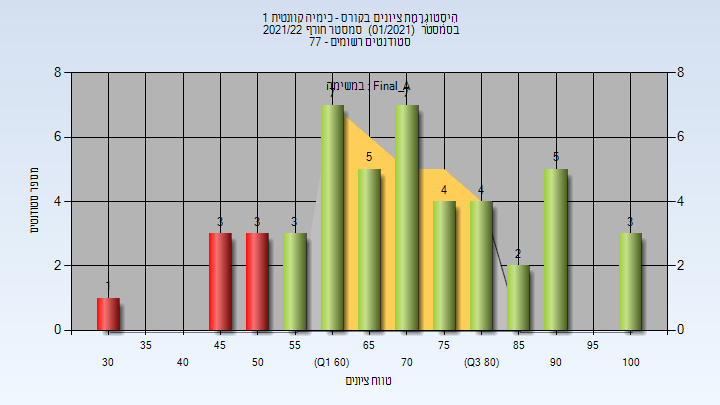 היסטוגרמת ציונים בקורס - כימיה קוונטית 1
בסמסטר (01/2021) סמסטר חורף 2021/22
סטודנטים רשומים - 77
במשימה : Final_A
8 8
6 6
4 4
2 2
0 0
מספר סטודנטים
1 3 3 3 7 5 7 4 4 2 5 3
35 45 55 65 75 85 95
30 40 50 (Q1 60) 70 (Q3 80) 90 100
טווח ציונים